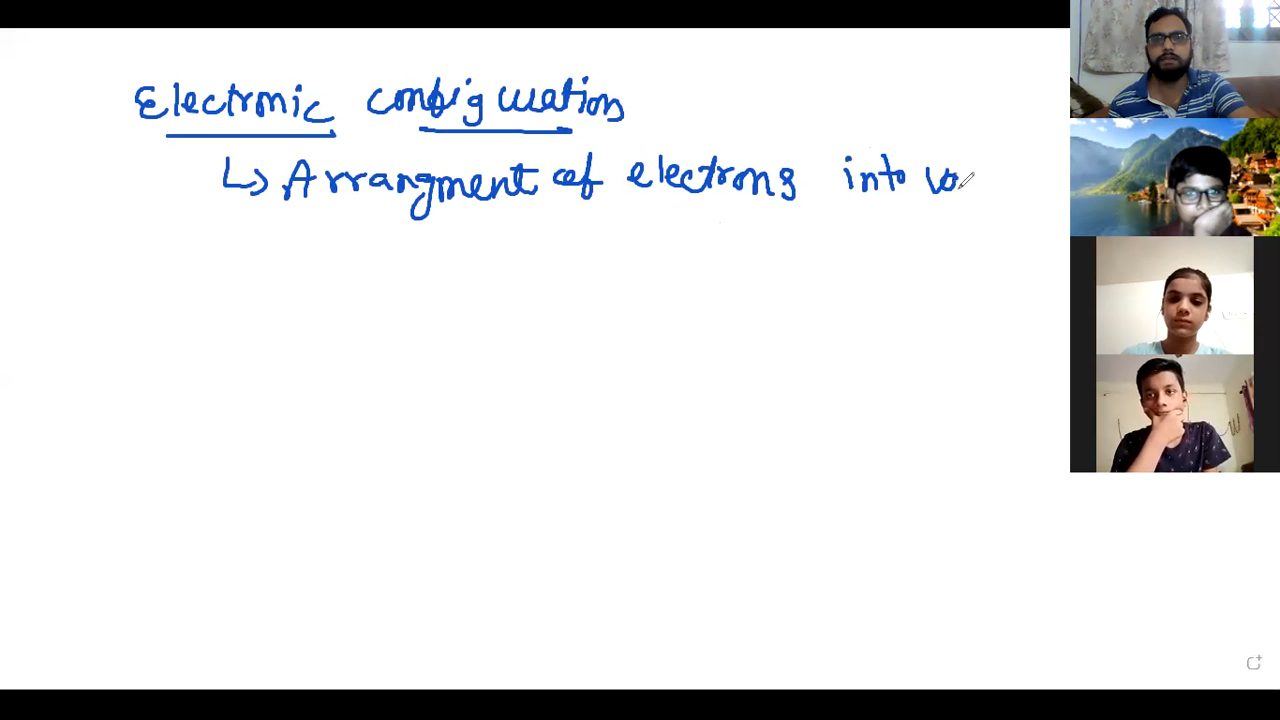 Electronic configuration
↳ Arrangment of electrons into